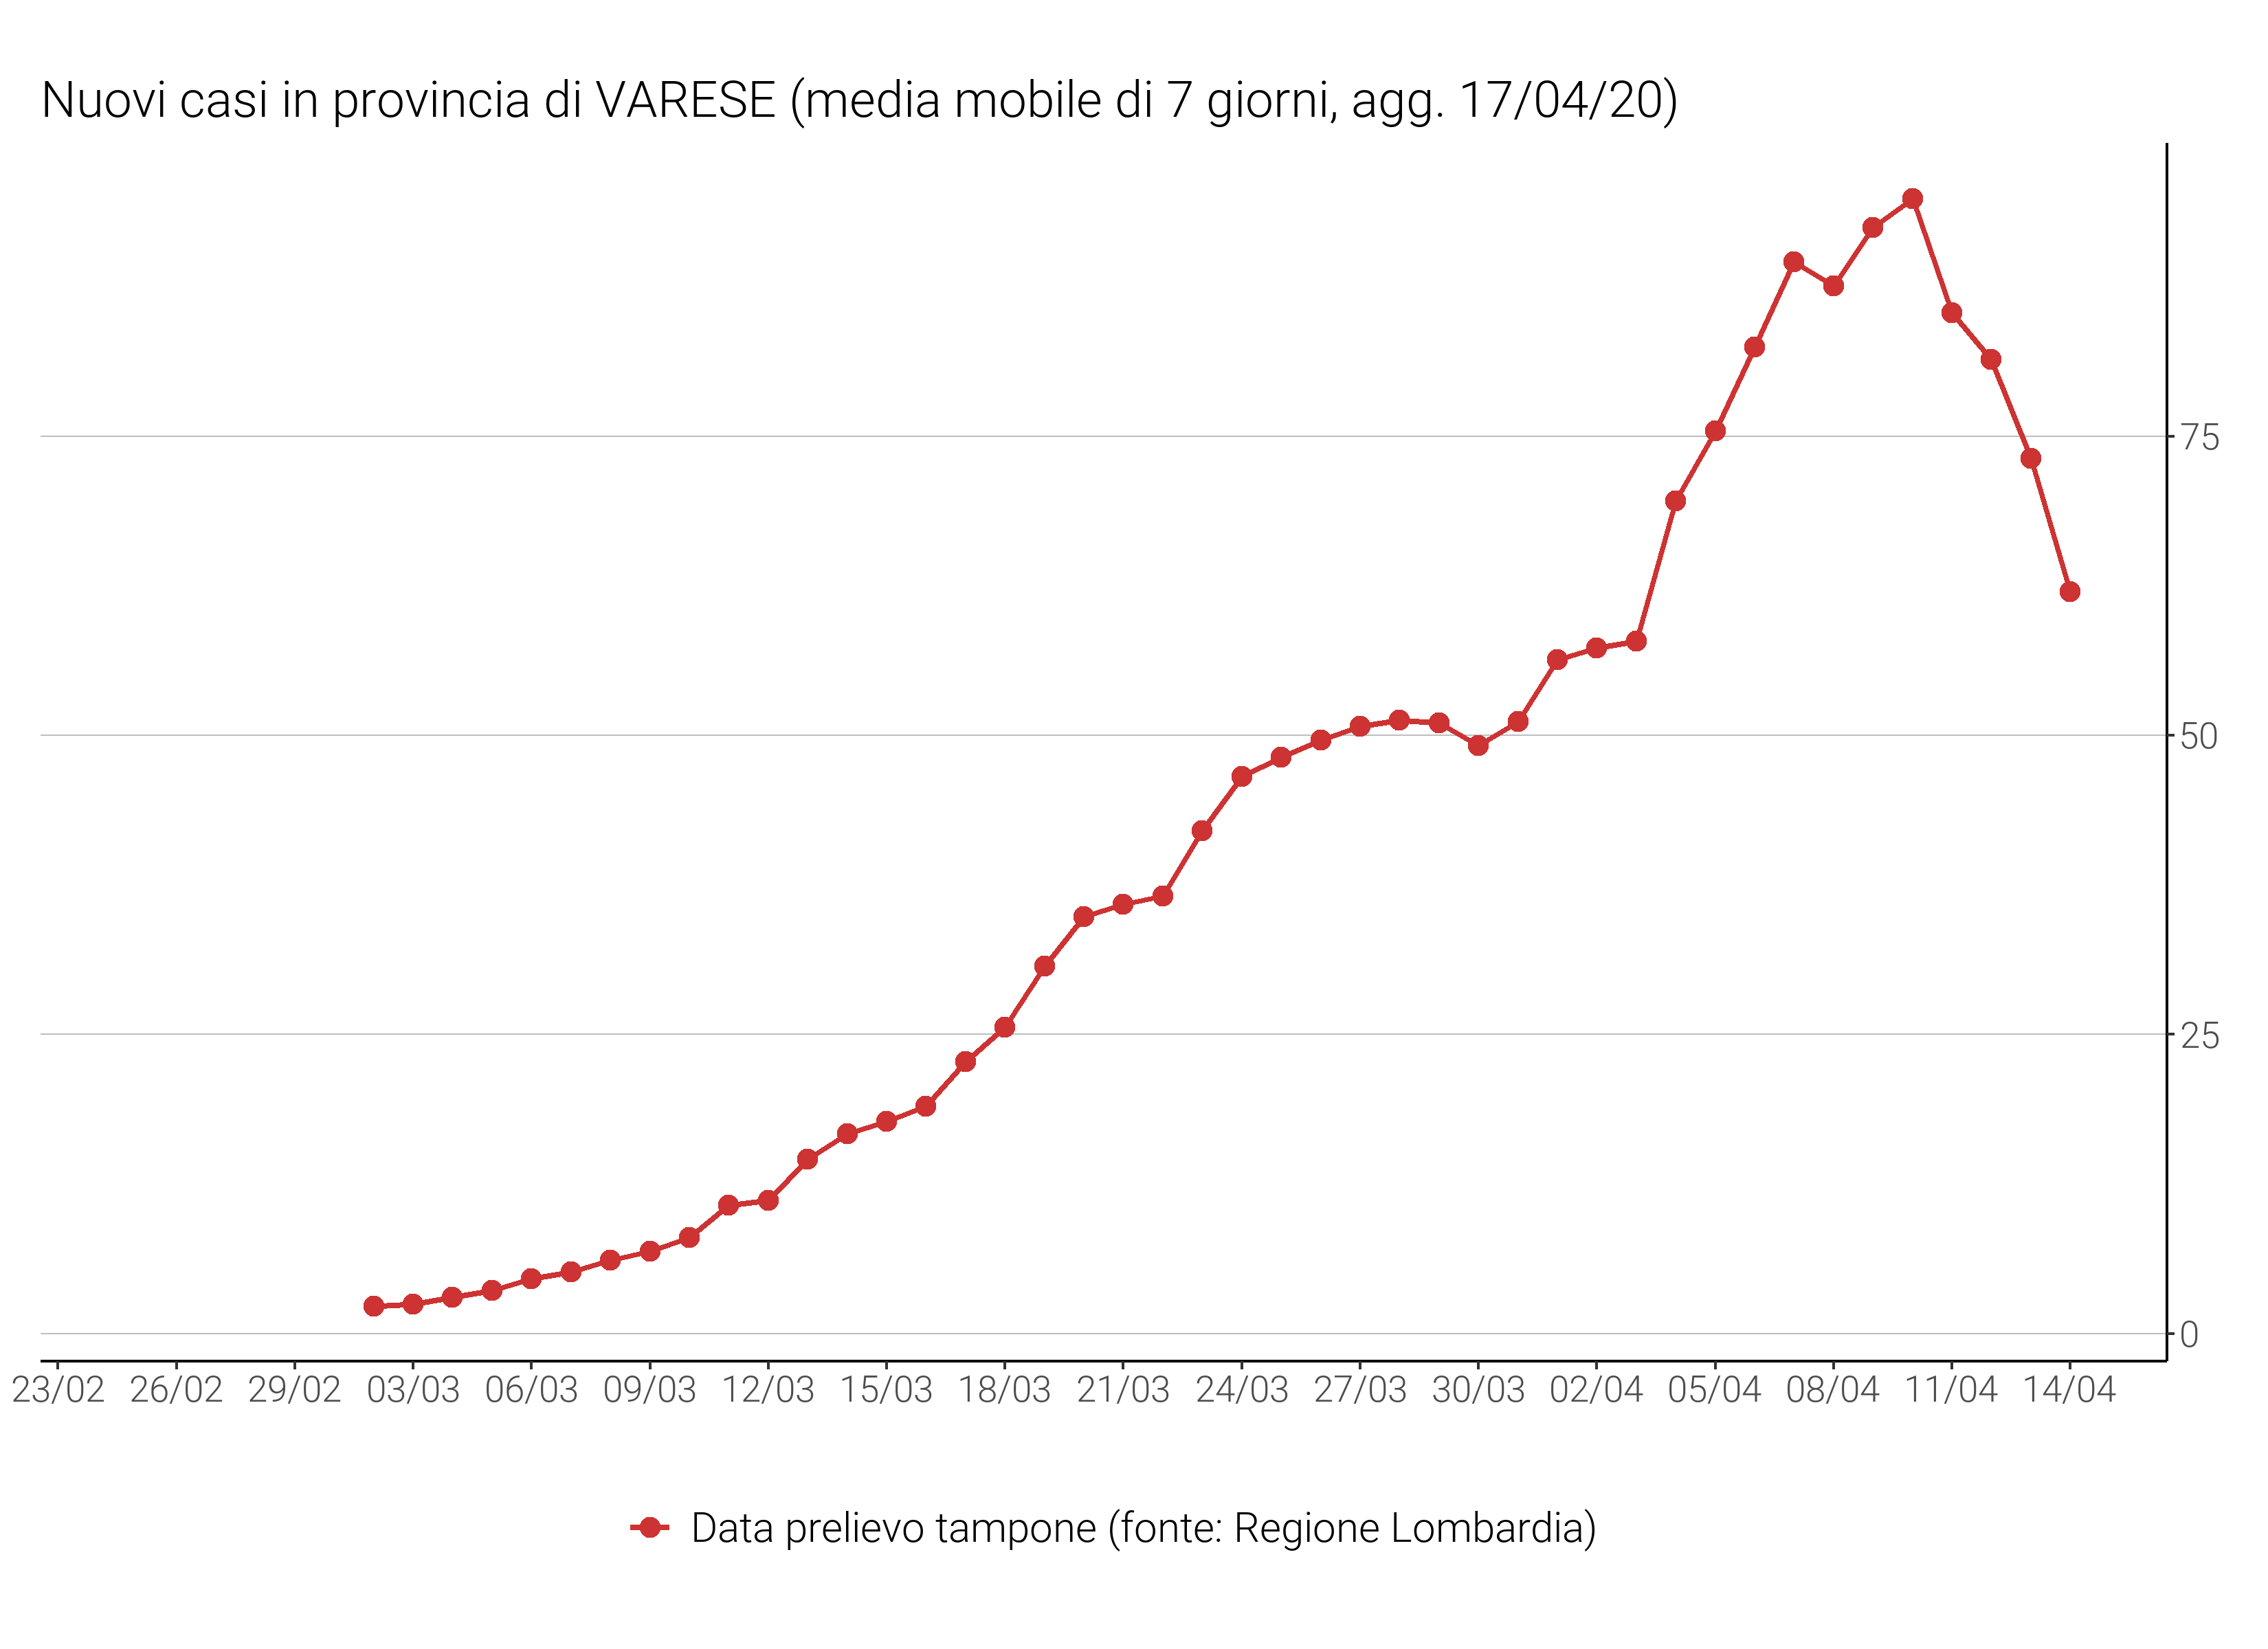 Nuovi casi in provincia di VARESE (media mobile di 7 giorni, agg. 17/04/20)
75
50
25
0
23/02 26/02 29/02 03/03 06/03 09/03 12/03 15/03 18/03 21/03 24/03 27/03 30/03 02/04 05/04 08/04 11/04 14/04
Data prelievo tampone (fonte: Regione Lombardia)